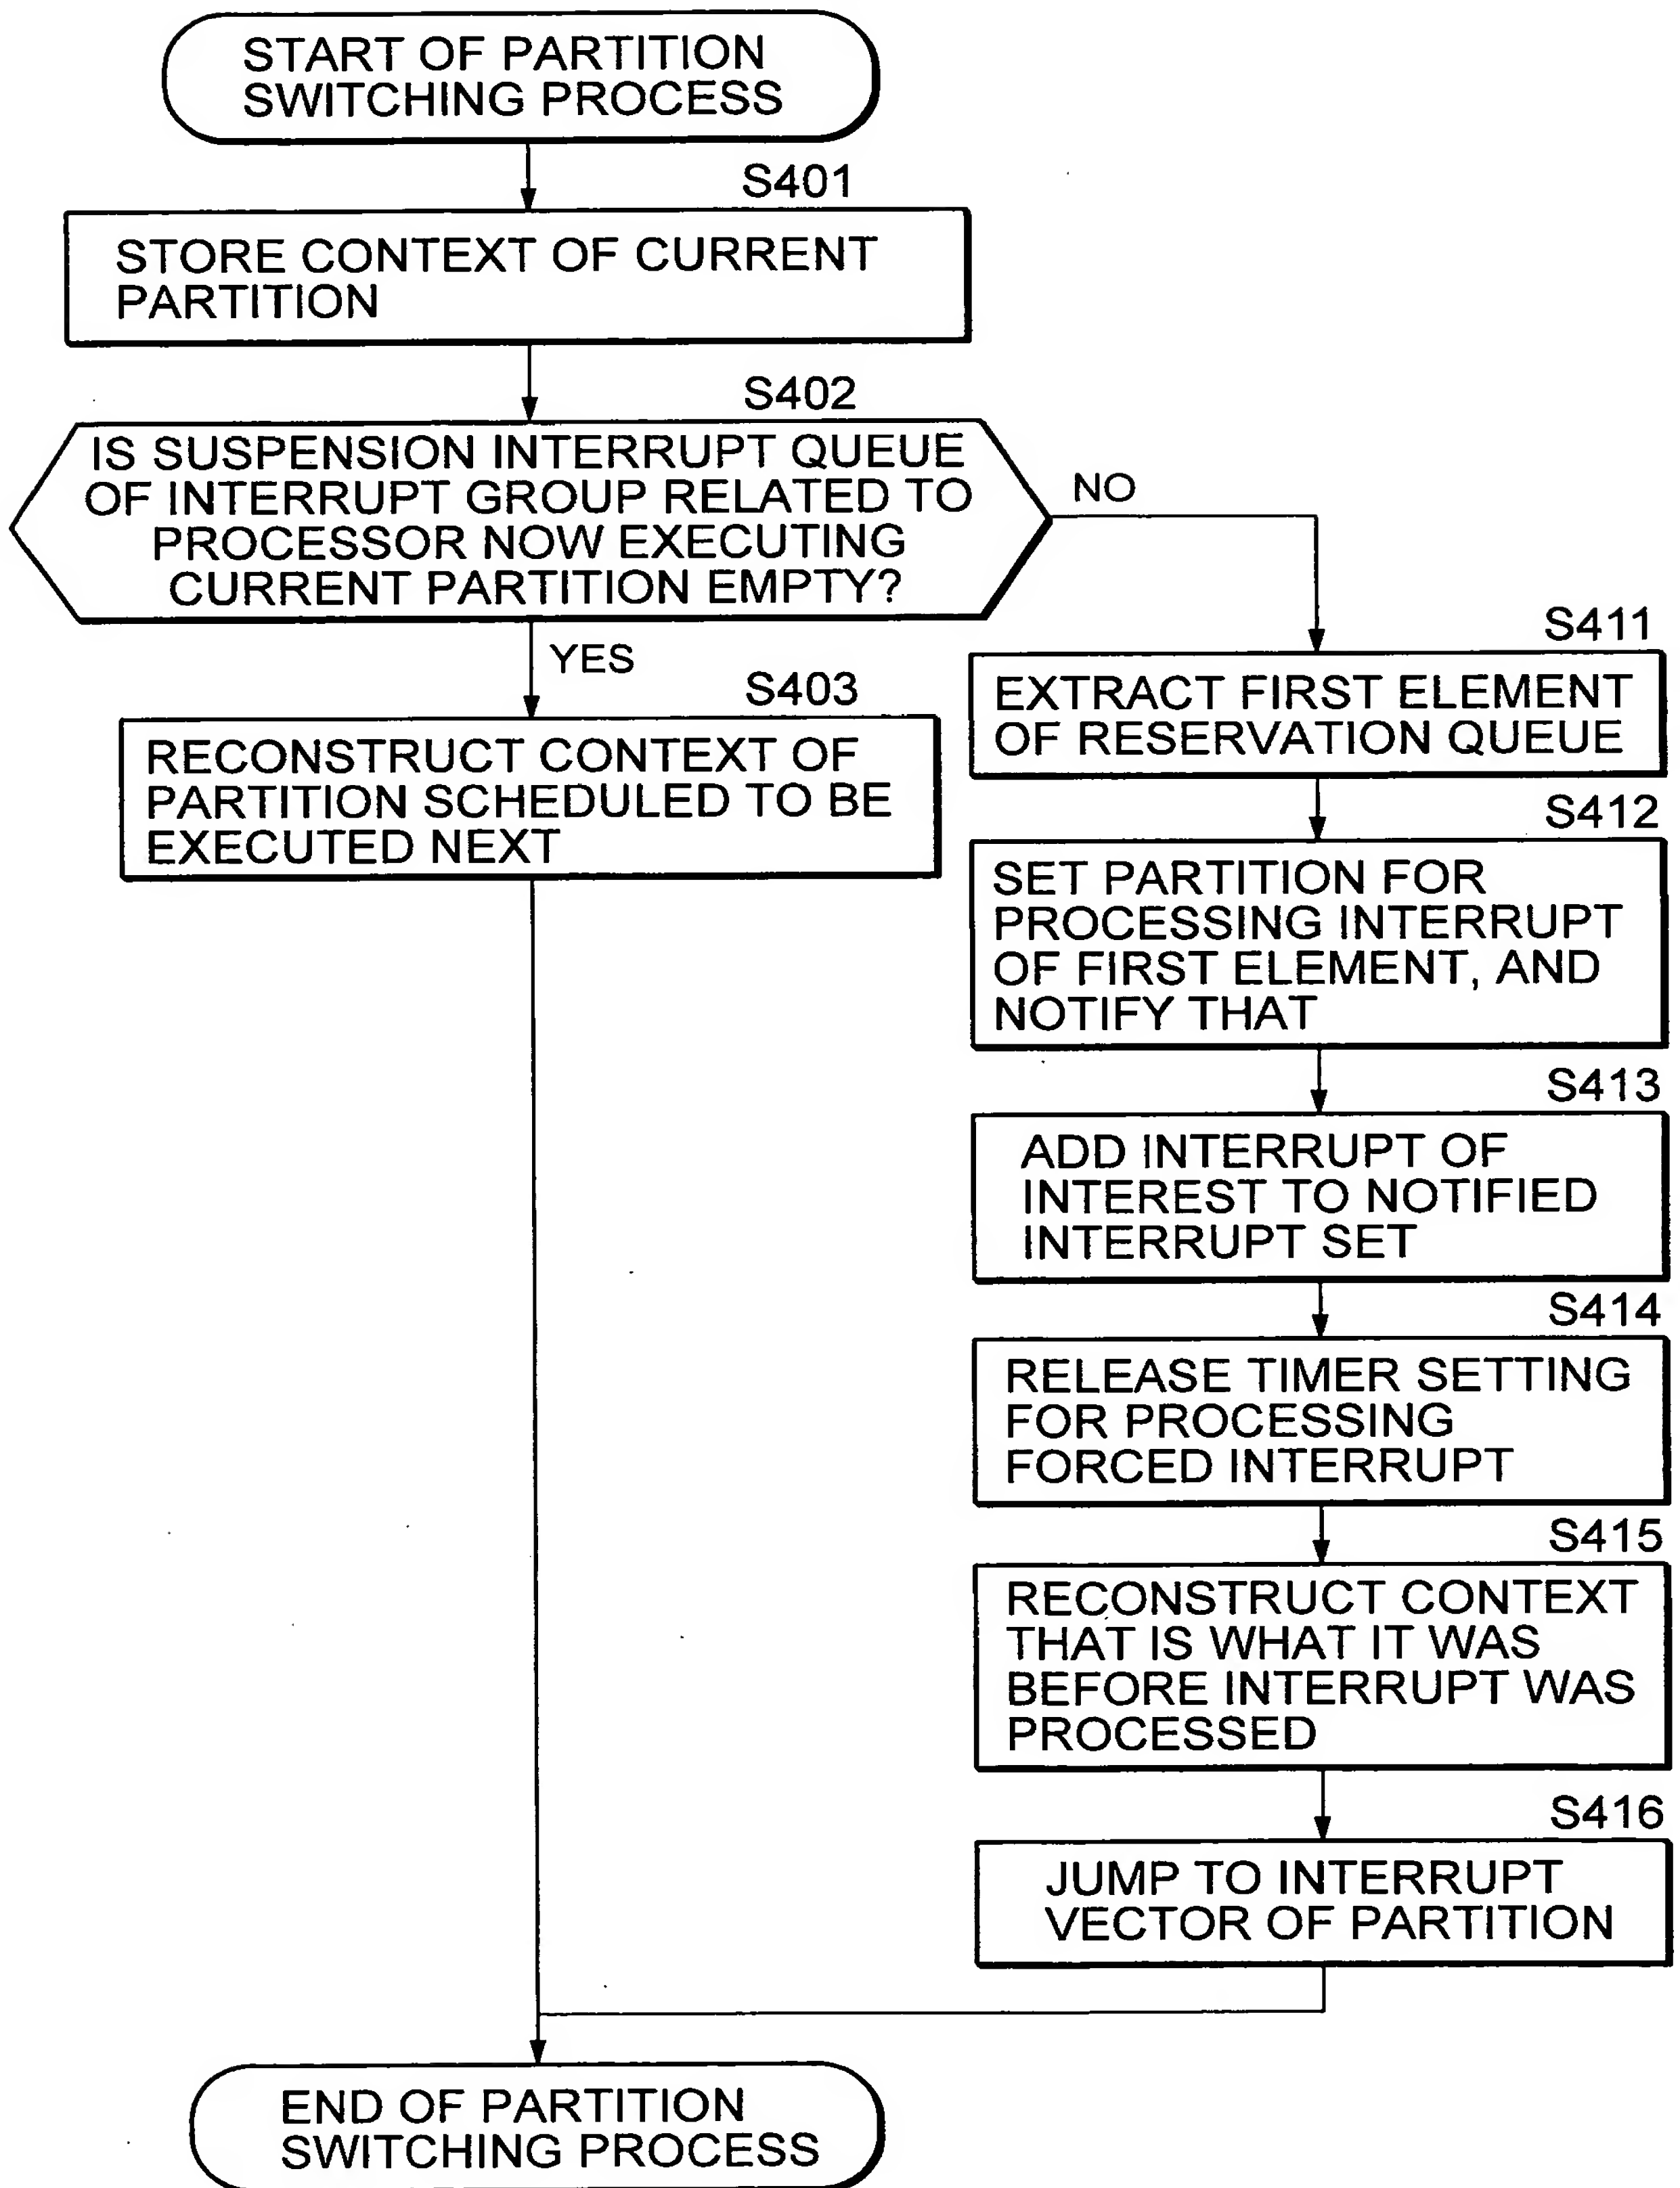 START OF PARTITION
SWITCHING PROCESS
S401
STORE CONTEXT OF CURRENT
PARTITION
S402
IS SUSPENSION INTERRUPT QUEUE
OF INTERRUPT GROUP RELATED TO
PROCESSOR NOW EXECUTING
CURRENT PARTITION EMPTY?
NO
YES
S403
RECONSTRUCT CONTEXT OF
PARTITION SCHEDULED TO BE
EXECUTED NEXT
S411
EXTRACT FIRST ELEMENT
OF RESERVATION QUEUE
S412
SET PARTITION FOR
PROCESSING INTERRUPT
OF FIRST ELEMENT, AND
NOTIFY THAT
S413
ADD INTERRUPT OF
INTEREST TO NOTIFIED
INTERRUPT SET
S414
RELEASE TIMER SETTING
FOR PROCESSING
FORCED INTERRUPT
S415
RECONSTRUCT CONTEXT
THAT IS WHAT IT WAS
BEFORE INTERRUPT WAS
PROCESSED
S416
JUMP TO INTERRUPT
VECTOR OF PARTITION
END OF PARTITION
SWITCHING PROCESS